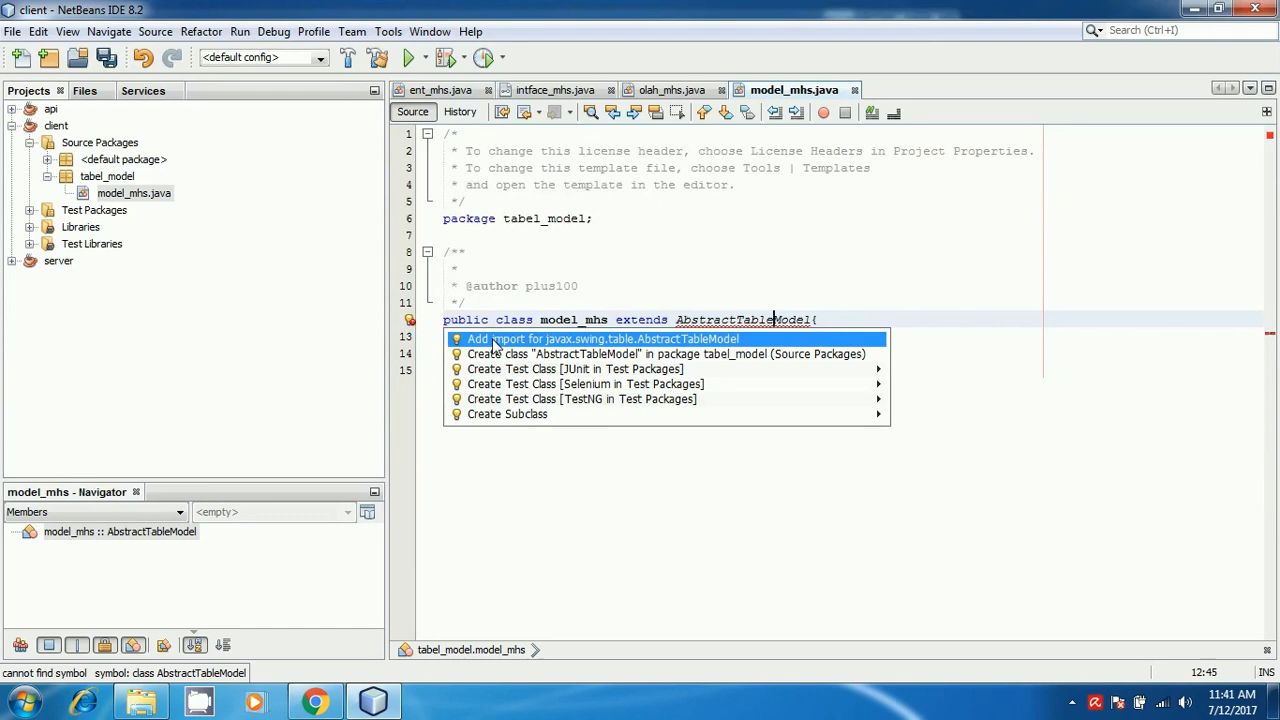 client - NetBeans IDE 8.2
File Edit View Navigate Source Refactor Run Debug Profile Team Tools Window Help
Search (Ctrl+I)
<default config>
Projects Files Services
ent_mhs.java intface_mhs.java olah_mhs.java model_mhs.java
Source History
api
client
Source Packages
<default package>
tabel_model
model_mhs.java
Test Packages
Libraries
Test Libraries
server
1 /*
2 * To change this license header, choose License Headers in Project Properties.
3 * To change this template file, choose Tools | Templates
4 * and open the template in the editor.
5 */
6 package tabel_model;
7
8 /**
9 *
10 * @author plus100
11 */
public class model_mhs extends AbstractTableModel{
13
14
15
Add import for javax.swing.table.AbstractTableModel
Create class "AbstractTableModel" in package tabel_model (Source Packages)
Create Test Class [JUnit in Test Packages]
Create Test Class [Selenium in Test Packages]
Create Test Class [TestNG in Test Packages]
Create Subclass
model_mhs - Navigator
Members <empty>
model_mhs :: AbstractTableModel
tabel_model.model_mhs
cannot find symbol symbol: class AbstractTableModel
12:45 INS
11:41 AM
7/12/2017